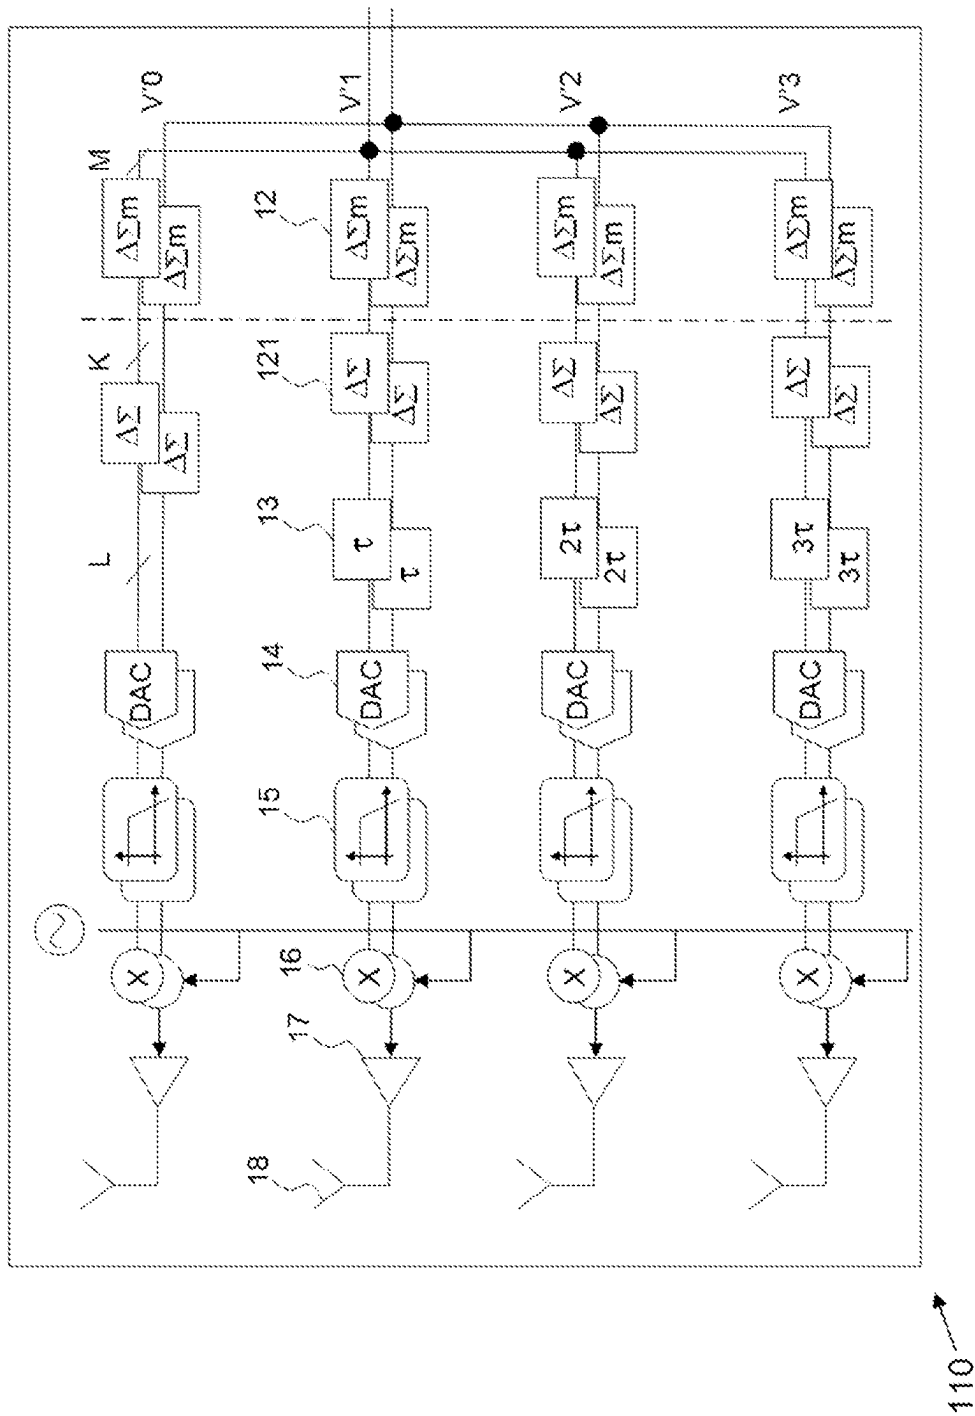 V'0
M
ΔΣm
ΔΣm
K
ΔΣ
ΔΣ
L
DAC
X
V'1
12
ΔΣm
ΔΣm
121
ΔΣ
ΔΣ
13
τ
τ
14
DAC
15
16
X
17
18
V'2
ΔΣm
ΔΣm
ΔΣ
ΔΣ
2τ
2τ
DAC
X
V'3
ΔΣm
ΔΣm
ΔΣ
ΔΣ
3τ
3τ
DAC
X
110